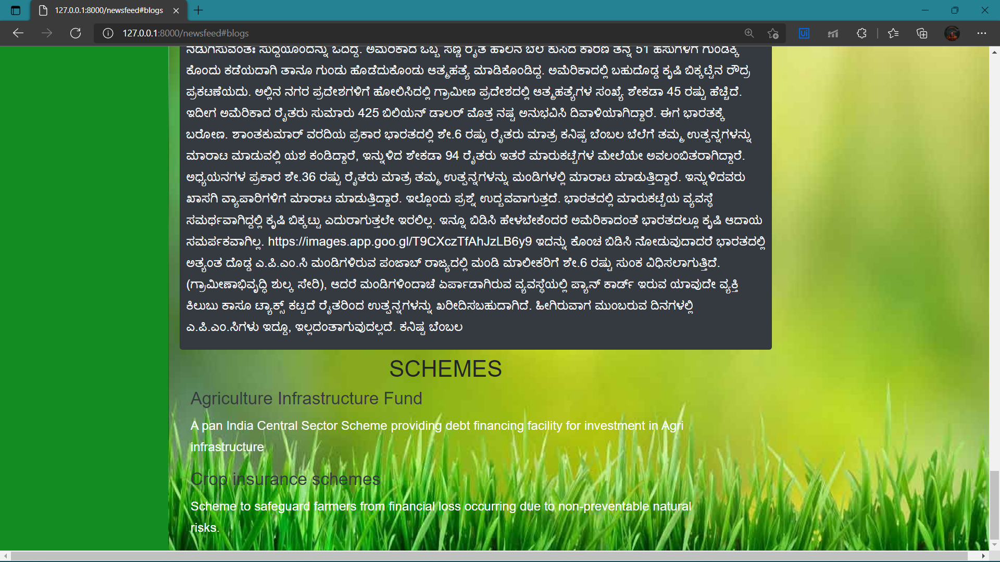 127.0.0.1:8000/newsfeed#blogs
127.0.0.1:8000/newsfeed#blogs
ನಡುಗಿಸುವಂತಃ ಸುದ್ದಿಯೊಂದನ್ನು ಓದಿದ್ದೆ. ಅಮೆರಿಕಾದ ಒಬ್ಬ ಸಣ್ಣ ರೈತ ಹಾಲಿನ ಬೆಲೆ ಕುಸಿದ ಕಾರಣ ತನ್ನ 51 ಹಸುಗಳಿಗೆ ಗುಂಡಿಕ್ಕಿ
ಕೊಂದು ಕಡೆಯದಾಗಿ ತಾನೂ ಗುಂಡು ಹೊಡೆದುಕೊಂಡು ಆತ್ಮಹತ್ಯೆ ಮಾಡಿಕೊಂಡಿದ್ದ. ಅಮೆರಿಕಾದಲ್ಲಿ ಬಹುದೊಡ್ಡ ಕೃಷಿ ಬಿಕ್ಕಟ್ಟಿನ ರೌದ್ರ
ಪ್ರಕಟಣೆಯದು. ಅಲ್ಲಿನ ನಗರ ಪ್ರದೇಶಗಳಿಗೆ ಹೋಲಿಸಿದಲ್ಲಿ ಗ್ರಾಮೀಣ ಪ್ರದೇಶದಲ್ಲಿ ಆತ್ಮಹತ್ಯೆಗಳ ಸಂಖ್ಯೆ ಶೇಕಡಾ 45 ರಷ್ಟು ಹೆಚ್ಚಿದೆ.
ಇದೀಗ ಅಮೆರಿಕಾದ ರೈತರು ಸುಮಾರು 425 ಬಿಲಿಯನ್ ಡಾಲರ್ ಮೊತ್ತ ನಷ್ಟ ಅನುಭವಿಸಿ ದಿವಾಳಿಯಾಗಿದ್ದಾರೆ. ಈಗ ಭಾರತಕ್ಕೆ
ಬರೋಣ. ಶಾಂತಕುಮಾರ್ ವರದಿಯ ಪ್ರಕಾರ ಭಾರತದಲ್ಲಿ ಶೇ.6 ರಷ್ಟು ರೈತರು ಮಾತ್ರ ಕನಿಷ್ಟ ಬೆಂಬಲ ಬೆಲೆಗೆ ತಮ್ಮ ಉತ್ಪನ್ನಗಳನ್ನು
ಮಾರಾಟ ಮಾಡುವಲ್ಲಿ ಯಶ ಕಂಡಿದ್ದಾರೆ, ಇನ್ನುಳಿದ ಶೇಕಡಾ 94 ರೈತರು ಇತರೆ ಮಾರುಕಟ್ಟೆಗಳ ಮೇಲೆಯೇ ಅವಲಂಬಿತರಾಗಿದ್ದಾರೆ.
ಅಧ್ಯಯನಗಳ ಪ್ರಕಾರ ಶೇ.36 ರಷ್ಟು ರೈತರು ಮಾತ್ರ ತಮ್ಮ ಉತ್ಪನ್ನಗಳನ್ನು ಮಂಡಿಗಳಲ್ಲಿ ಮಾರಾಟ ಮಾಡುತ್ತಿದ್ದಾರೆ. ಇನ್ನುಳಿದವರು
ಖಾಸಗಿ ವ್ಯಾಪಾರಿಗಳಿಗೆ ಮಾರಾಟ ಮಾಡುತ್ತಿದ್ದಾರೆ. ಇಲ್ಲೊಂದು ಪ್ರಶ್ನೆ ಉದ್ಬವವಾಗುತ್ತದೆ. ಭಾರತದಲ್ಲಿ ಮಾರುಕಟ್ಟೆಯ ವ್ಯವಸ್ಥೆ
ಸಮರ್ಥವಾಗಿದ್ದಲ್ಲಿ ಕೃಷಿ ಬಿಕ್ಕಟ್ಟು ಎದುರಾಗುತ್ತಲೇ ಇರಲಿಲ್ಲ. ಇನ್ನೂ ಬಿಡಿಸಿ ಹೇಳಬೇಕೆಂದರೆ ಅಮೆರಿಕಾದಂತೆ ಭಾರತದಲ್ಲೂ ಕೃಷಿ ಆದಾಯ
ಸಮರ್ಪಕವಾಗಿಲ್ಲ. https://images.app.goo.gl/T9CXczTfAhJzLB6y9 ಇದನ್ನು ಕೊಂಚ ಬಿಡಿಸಿ ನೋಡುವುದಾದರೆ ಭಾರತದಲ್ಲಿ
ಅತ್ಯಂತ ದೊಡ್ಡ ಎ.ಪಿ.ಎಂ.ಸಿ ಮಂಡಿಗಳಿರುವ ಪಂಜಾಬ್ ರಾಜ್ಯದಲ್ಲಿ ಮಂಡಿ ಮಾಲೀಕರಿಗೆ ಶೇ.6 ರಷ್ಟು ಸುಂಕ ವಿಧಿಸಲಾಗುತ್ತಿದೆ.
(ಗ್ರಾಮೀಣಾಭಿವೃದ್ಧಿ ಶುಲ್ಕ ಸೇರಿ), ಆದರೆ ಮಂಡಿಗಳಿಂದಾಚೆ ಏರ್ಪಾಡಾಗಿರುವ ವ್ಯವಸ್ಥೆಯಲ್ಲಿ ಪ್ಯಾನ್ ಕಾರ್ಡ್ ಇರುವ ಯಾವುದೇ ವ್ಯಕ್ತಿ
ಕಿಲುಬು ಕಾಸೂ ಟ್ಯಾಕ್ಸ್ ಕಟ್ಟದೆ ರೈತರಿಂದ ಉತ್ಪನ್ನಗಳನ್ನು ಖರೀದಿಸಬಹುದಾಗಿದೆ. ಹೀಗಿರುವಾಗ ಮುಂಬರುವ ದಿನಗಳಲ್ಲಿ
ಎ.ಪಿ.ಎಂ.ಸಿಗಳು ಇದ್ದೂ, ಇಲ್ಲದಂತಾಗುವುದಲ್ಲದೆ. ಕನಿಷ್ಟ ಬೆಂಬಲ
SCHEMES
Agriculture Infrastructure Fund
A pan India Central Sector Scheme providing debt financing facility for investment in Agri
infrastructure
Crop insurance schemes
Scheme to safeguard farmers from financial loss occurring due to non-preventable natural
risks.